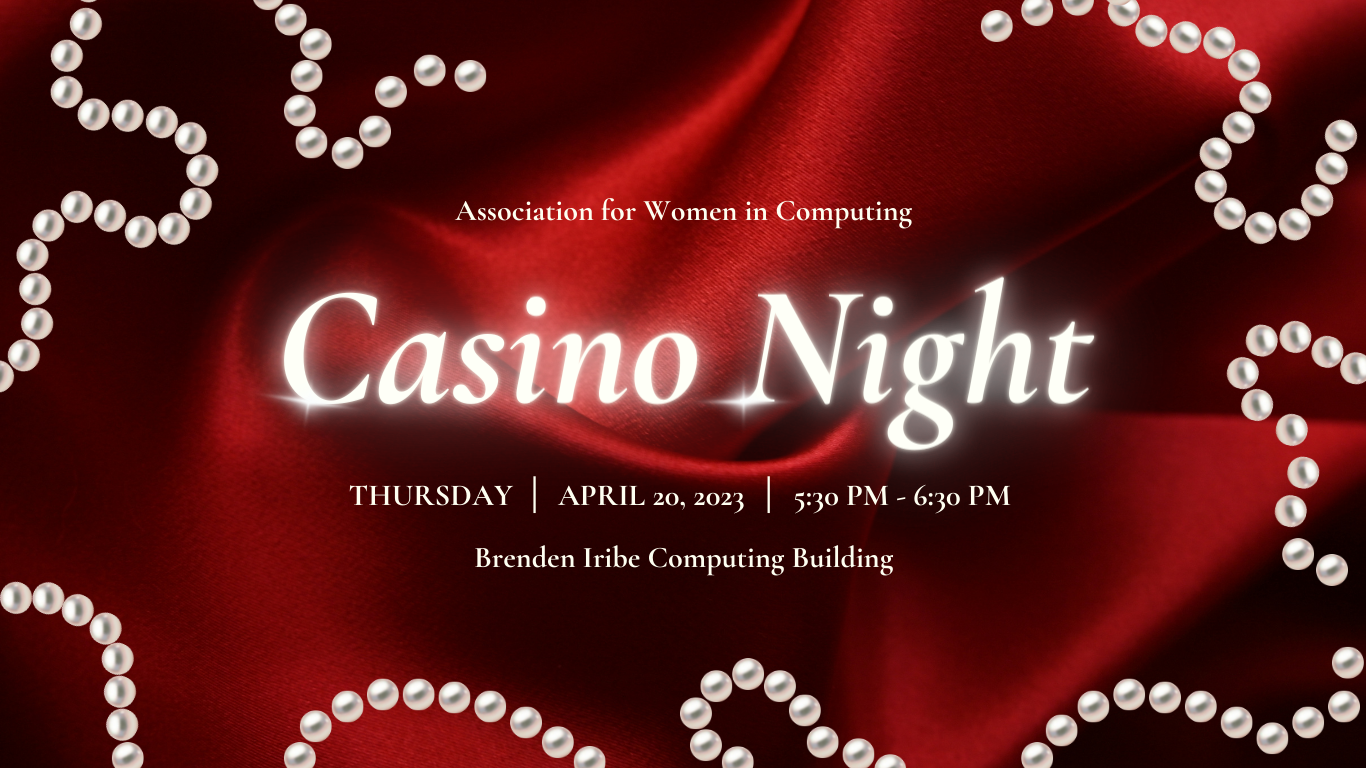 Association for Women in Computing
Casino Night
THURSDAY | APRIL 20, 2023 | 5:30 PM - 6:30 PM
Brenden Iribe Computing Building